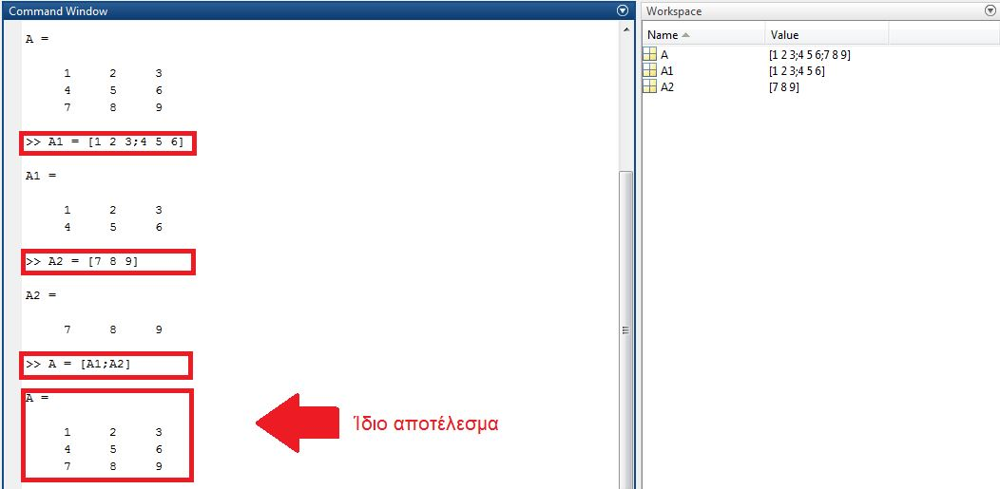 Command Window
A =
1 2 3
4 5 6
7 8 9
>> A1 = [1 2 3;4 5 6]
A1 =
1 2 3
4 5 6
>> A2 = [7 8 9]
A2 =
7 8 9
>> A = [A1;A2]
A =
1 2 3
4 5 6
7 8 9
Ίδιο αποτέλεσμα
Workspace
Name Value
A [1 2 3;4 5 6;7 8 9]
A1 [1 2 3;4 5 6]
A2 [7 8 9]